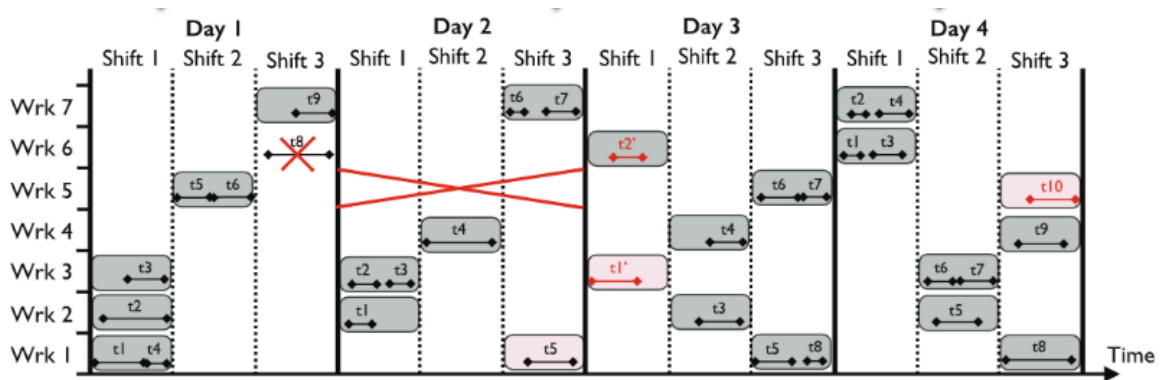 Day 1 Day 2 Day 3 Day 4
Shift 1 Shift 2 Shift 3 Shift 1 Shift 2 Shift 3 Shift 1 Shift 2 Shift 3 Shift 1 Shift 2 Shift 3
Wrk 7 t9 t6 t7 t2 t4
Wrk 6 t8 t2' t1 t3
Wrk 5 t5 t6 t6 t7 t10
Wrk 4 t4 t4 t9
Wrk 3 t3 t2 t3 t1' t6 t7
Wrk 2 t2 t1 t3 t5
Wrk 1 t1 t4 t5 t5 t8 t8
Time